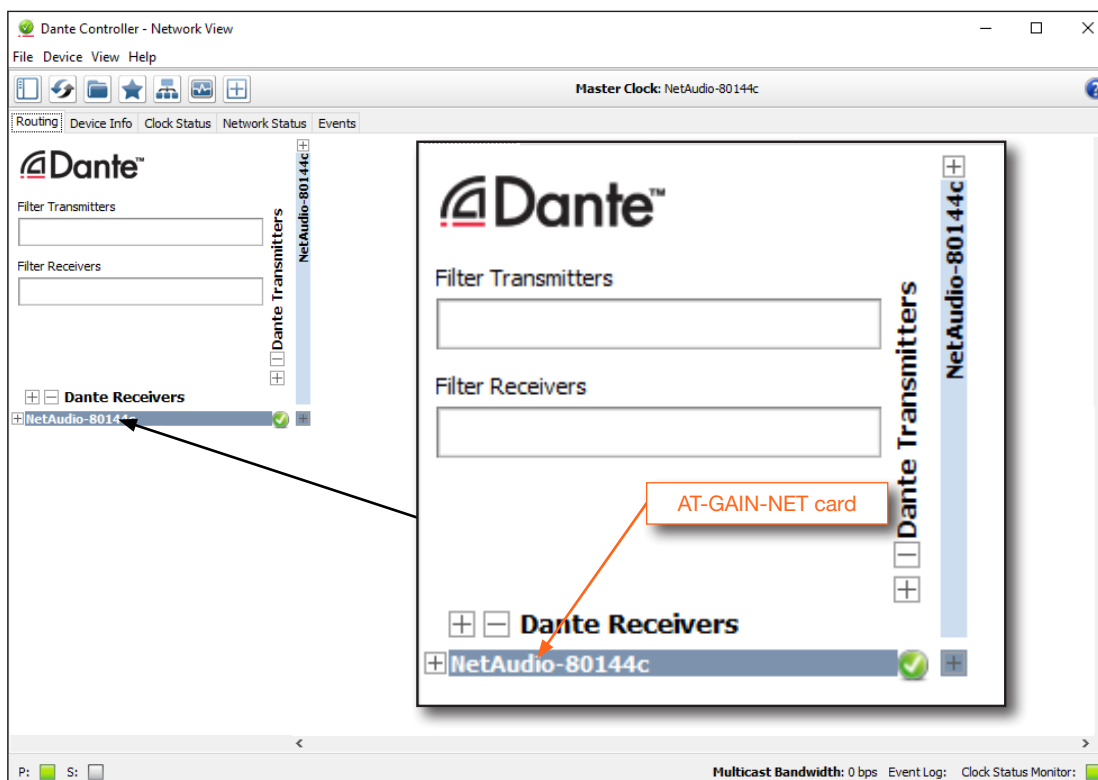 Dante Controller - Network View
File Device View Help
Master Clock: NetAudio-80144c
?
Routing Device Info Clock Status Network Status Events
Dante™
Filter Transmitters
Filter Receivers
Dante Transmitters
NetAudio-80144c
Dante Receivers
NetAudio-80144c
Dante™
Filter Transmitters
Filter Receivers
Dante Transmitters
NetAudio-80144c
AT-GAIN-NET card
Dante Receivers
NetAudio-80144c
P: S:
Multicast Bandwidth: 0 bps Event Log: Clock Status Monitor: